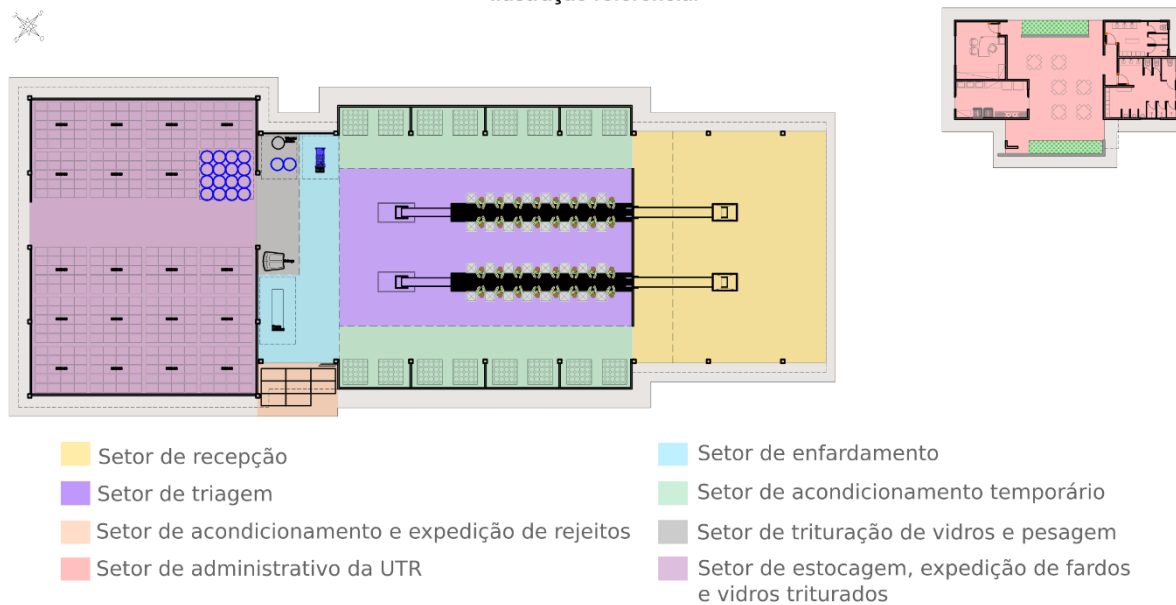 Ilustração referencial
Setor de recepção
Setor de triagem
Setor de acondicionamento e expedição de rejeitos
Setor de administrativo da UTR
Setor de enfardamento
Setor de acondicionamento temporário
Setor de trituração de vidros e pesagem
Setor de estocagem, expedição de fardos
e vidros triturados